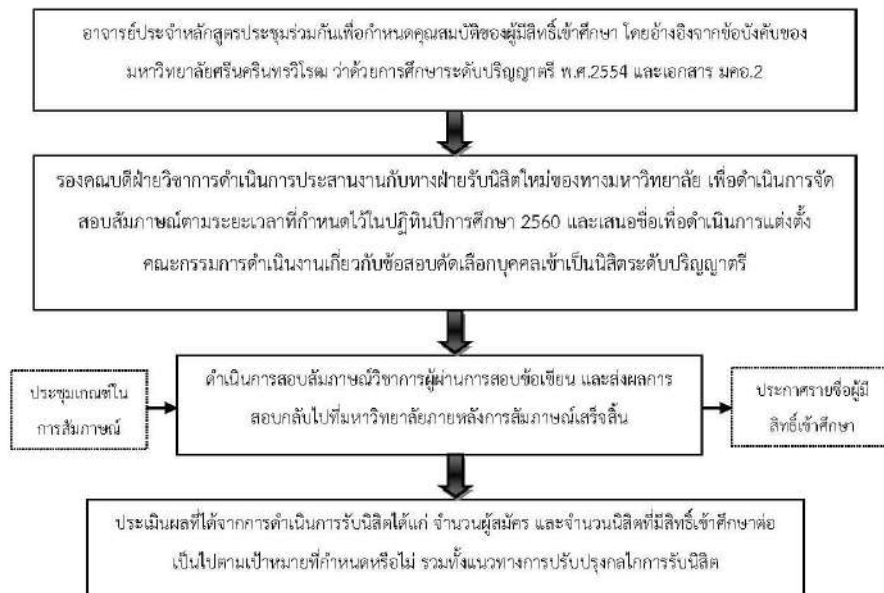 อาจารย์ประจำหลักสูตรประชุมร่วมกันเพื่อกำหนดคุณสมบัติของผู้มีสิทธิ์เข้าศึกษา โดยอ้างอิงจากข้อบังคับของ
มหาวิทยาลัยศรีนครินทรวิโรฒ ว่าด้วยการศึกษาระดับปริญญาตรี พ.ศ.2554 และเอกสาร มคอ.2
รองคณบดีฝ่ายวิชาการดำเนินการประสานงานกับทางฝ่ายรับนิสิตใหม่ของทางมหาวิทยาลัย เพื่อดำเนินการจัด
สอบสัมภาษณ์ตามระยะเวลาที่กำหนดไว้ในปฏิทินปีการศึกษา 2560 และเสนอชื่อเพื่อดำเนินการแต่งตั้ง
คณะกรรมการดำเนินงานเกี่ยวกับข้อสอบคัดเลือกบุคคลเข้าเป็นนิสิตระดับปริญญาตรี
ประชุมเกณฑ์ใน
การสัมภาษณ์
ดำเนินการสอบสัมภาษณ์วิชาการผู้ผ่านการสอบข้อเขียน และส่งผลการ
สอบกลับไปที่มหาวิทยาลัยภายหลังการสัมภาษณ์เสร็จสิ้น
ประกาศรายชื่อผู้มี
สิทธิ์เข้าศึกษา
ประเมินผลที่ได้จากการดำเนินการรับนิสิตได้แก่ จำนวนผู้สมัคร และจำนวนนิสิตที่มีสิทธิ์เข้าศึกษาต่อ
เป็นไปตามเป้าหมายที่กำหนดหรือไม่ รวมทั้งแนวทางการปรับปรุงกลไกการรับนิสิต